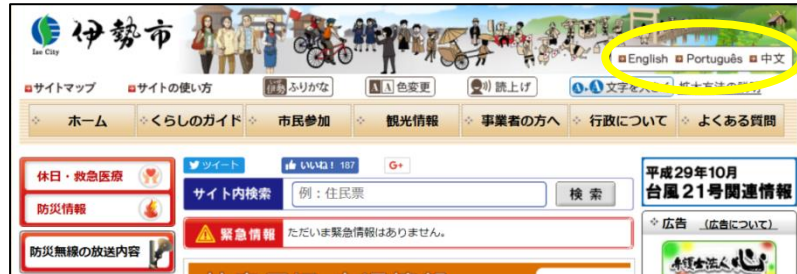 伊勢市
Ise City
English Português 中文
サイトマップ サイトの使い方 ふりがな 色変更 読上げ
ホーム くらしのガイド 市民参加 観光情報 事業者の方へ 行政について よくある質問
休日・救急医療
防災情報
防災無線の放送内容
ツイート いいね! 187 G+
サイト内検索 例：住民票 検索
緊急情報 ただいま緊急情報はありません。
平成29年10月
台風21号関連情報
広告 (広告について)
弁護士法人心